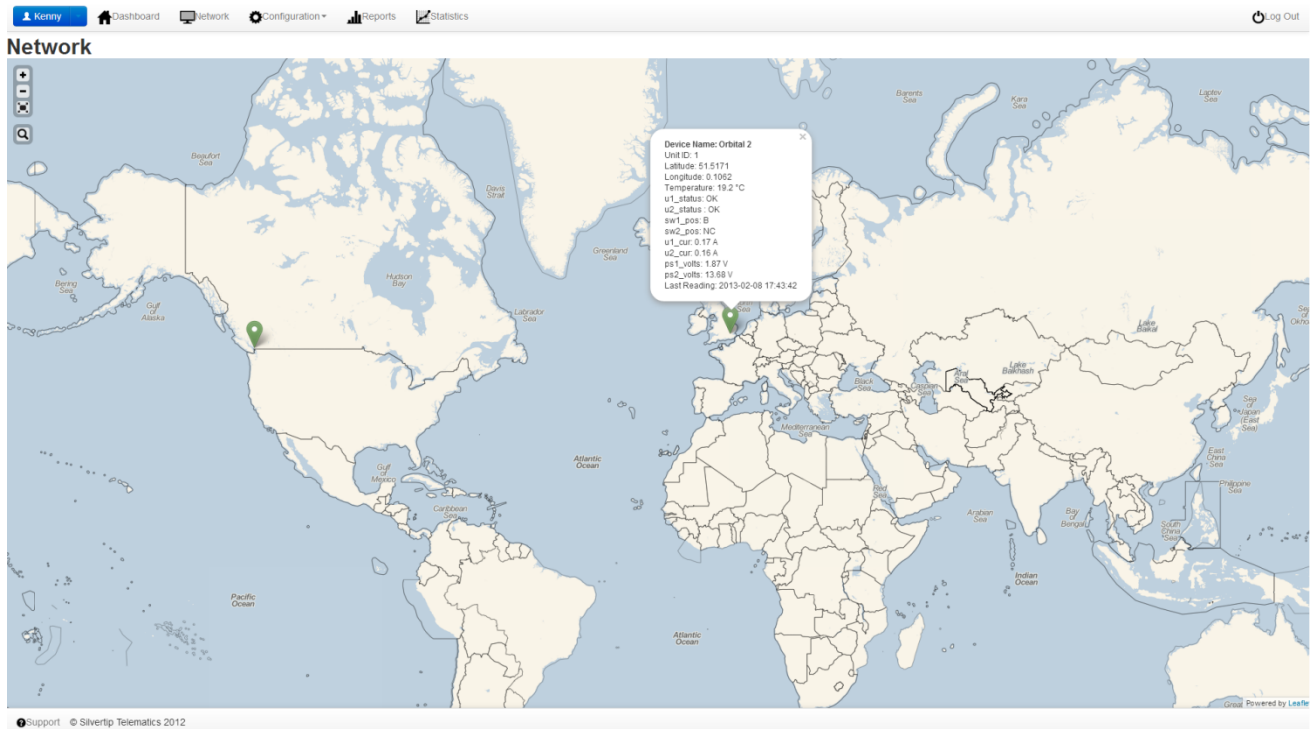 Kenny
Dashboard
Network
Configuration
Reports
Statistics
Log Out
Network
+
-
Barents
Sea
Kara
Sea
Laptev
Sea
Beaufort
Sea
Davis
Strait
Device Name: Orbital 2
×
Unit ID: 1
Latitude: 51.5171
Longitude: 0.1062
Temperature: 19.2 °C
u1_status: OK
u2_status : OK
sw1_pos: B
sw2_pos: NC
u1_cur: 0.17 A
u2_cur: 0.16 A
ps1_volts: 1.87 V
ps2_volts: 13.68 V
Last Reading: 2013-02-08 17:43:42
Greenland
Sea
Hudson
Bay
Bering
Sea
Gulf
of
Alaska
Labrador
Sea
Sea
Sea
of
Okho
Lake
Baikal
Lake
Balkhash
Aral
Sea
Black
Sea
Caspian
Sea
Sea
of
Japan
(East
Sea)
Mediterranean
Sea
Atlantic
Ocean
East
China
Sea
Gulf
of
Mexico
Philippine
Sea
Red
Sea
Caribbean
Sea
Arabian
Sea
Bay
of
Bengal
South
China
Sea
Indian
Ocean
Pacific
Ocean
Atlantic
Ocean
Great
Powered by Leafle
Support © Silvertip Telematics 2012